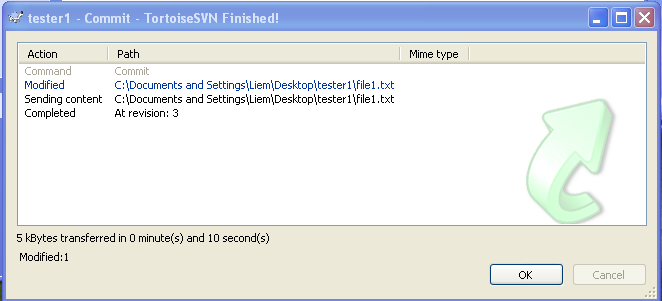 tester1 - Commit - TortoiseSVN Finished!
Action Path Mime type
Command Commit
Modified C:\Documents and Settings\Liem\Desktop\tester1\file1.txt
Sending content C:\Documents and Settings\Liem\Desktop\tester1\file1.txt
Completed At revision: 3
5 kBytes transferred in 0 minute(s) and 10 second(s)
Modified:1
OK Cancel